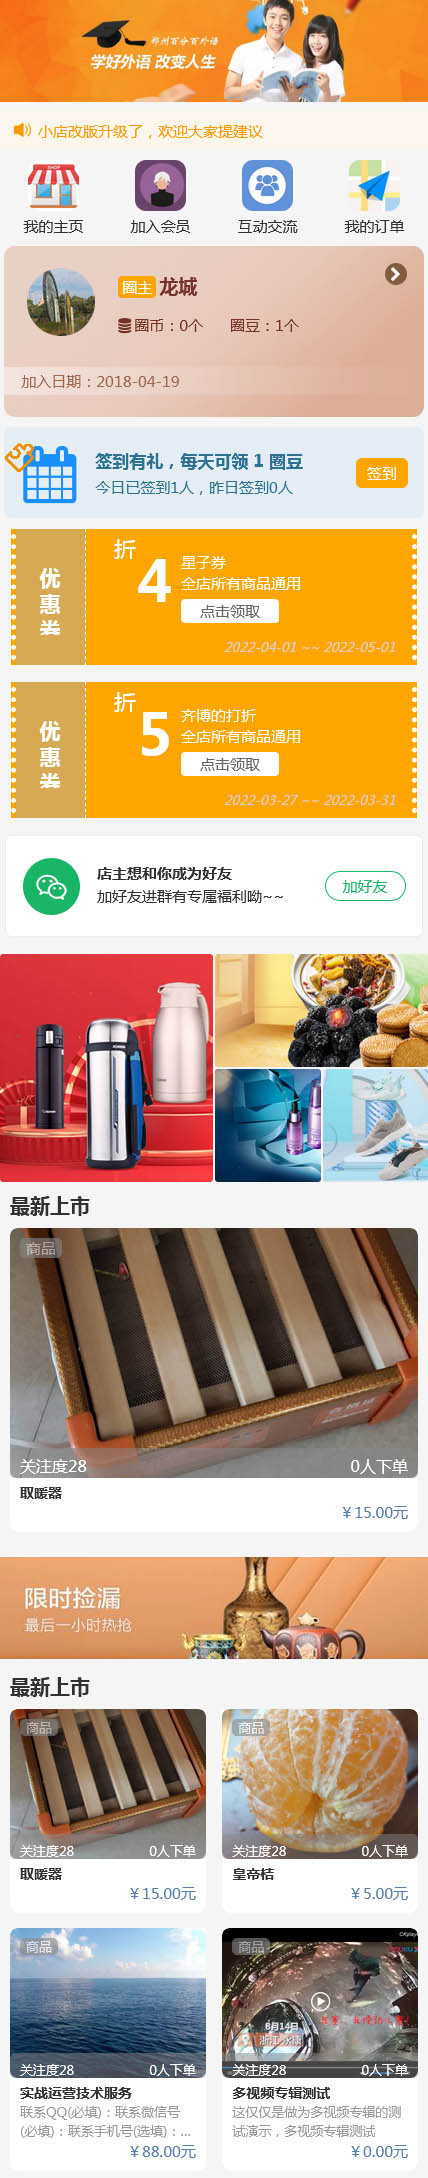 郑州百分百外语
学好外语 改变人生
小店改版升级了，欢迎大家提建议
SHOP
我的主页 加入会员 互动交流 我的订单
圈主 龙城
圈币：0个 圈豆：1个
加入日期：2018-04-19
签到有礼，每天可领 1 圈豆
今日已签到1人，昨日签到0人
签到
优惠券
折
4
星子券
全店所有商品通用
点击领取
2022-04-01 ~~ 2022-05-01
优惠券
折
5
齐博的打折
全店所有商品通用
点击领取
2022-03-27 ~~ 2022-03-31
店主想和你成为好友
加好友进群有专属福利呦~~
加好友
最新上市
商品
关注度28 0人下单
取暖器
￥15.00元
限时捡漏
最后一小时热抢
最新上市
商品
关注度28 0人下单
取暖器
￥15.00元
商品
关注度28 0人下单
皇帝桔
￥5.00元
商品
关注度28 0人下单
实战运营技术服务
联系QQ(必填)：联系微信号
(必填)：联系手机号(选填)：...
￥88.00元
商品
8月14日
浙江永康
关注度28 0人下单
多视频专辑测试
这仅仅是做为多视频专辑的测
试演示，多视频专辑测试
￥0.00元